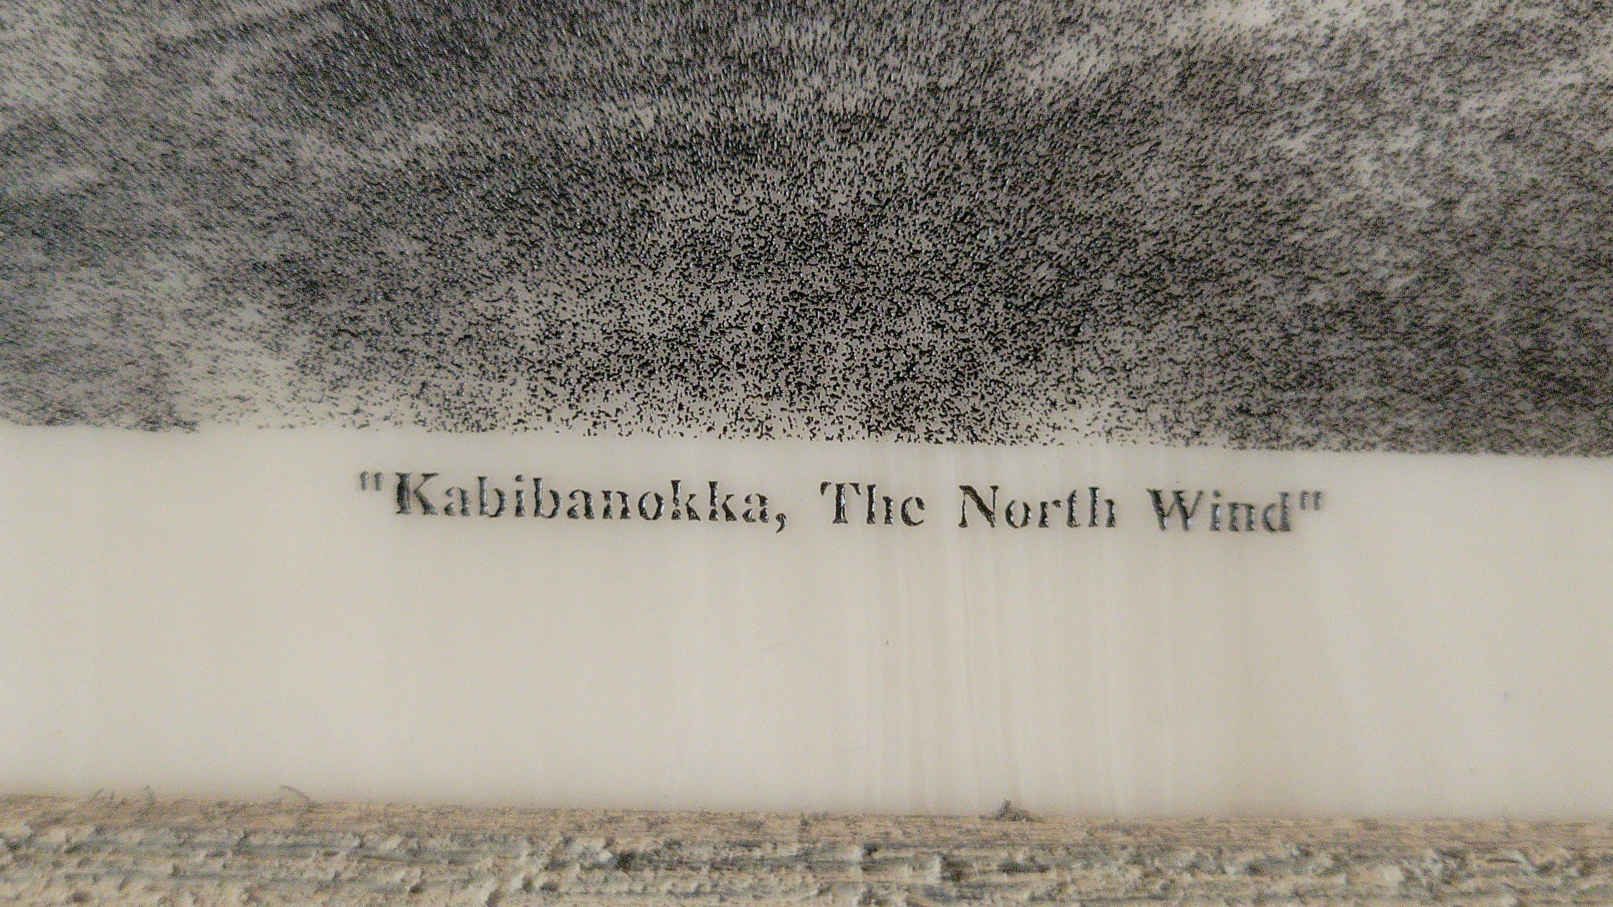 "Kabibanokka, The North Wind"